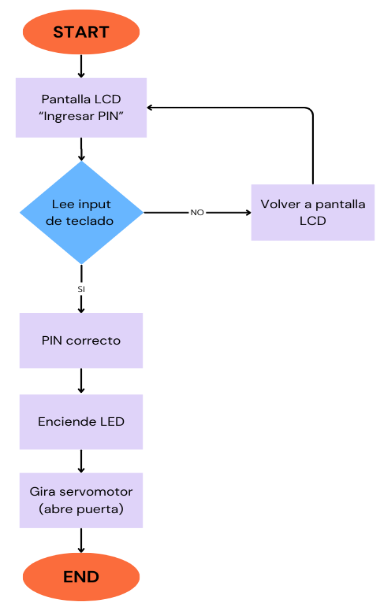 START
Pantalla LCD
“Ingresar PIN”
Lee input
de teclado
NO
Volver a pantalla
LCD
SI
PIN correcto
Enciende LED
Gira servomotor
(abre puerta)
END